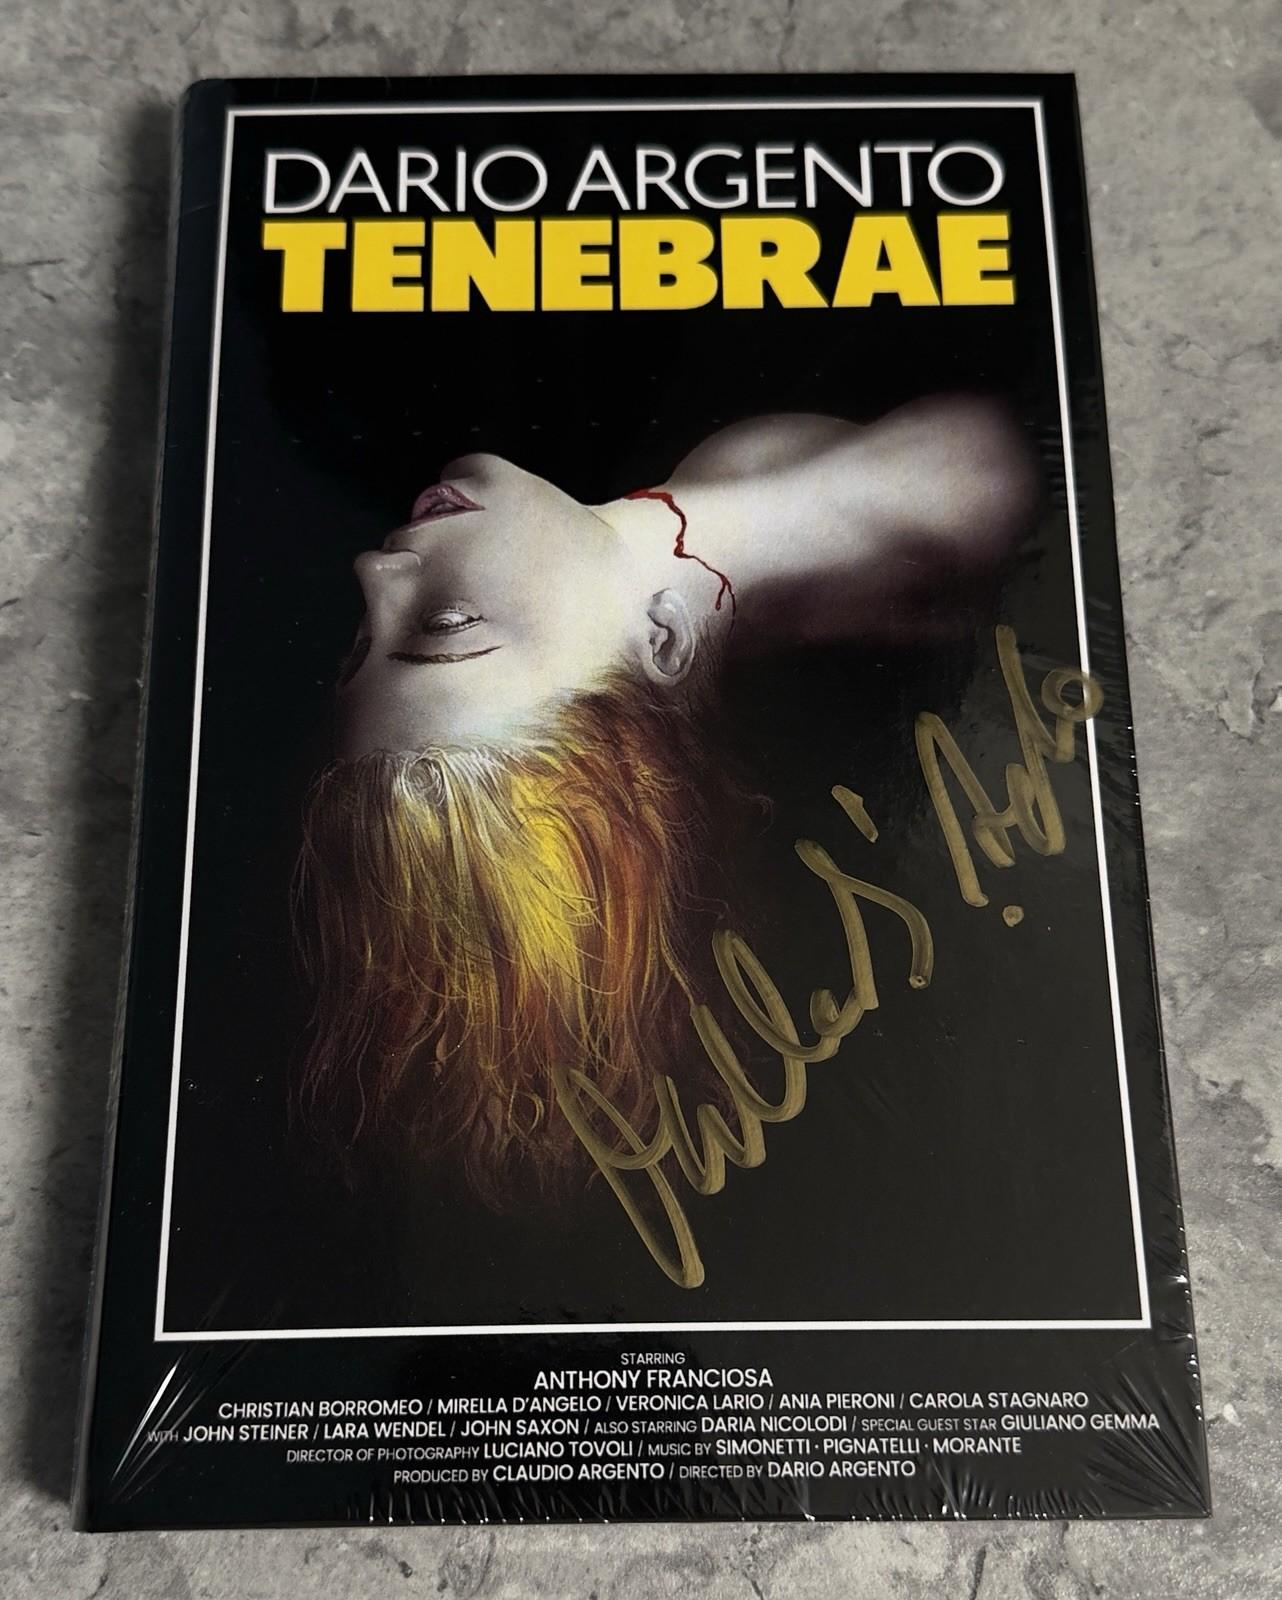 DARIO ARGENTO
TENEBRAE
STARRING
ANTHONY FRANCIOSA
CHRISTIAN BORROMEO / MIRELLA D'ANGELO / VERONICA LARIO / ANIA PIERONI / CAROLA STAGNARO
WITH JOHN STEINER / LARA WENDEL / JOHN SAXON / ALSO STARRING DARIA NICOLODI / SPECIAL GUEST STAR GIULIANO GEMMA
DIRECTOR OF PHOTOGRAPHY LUCIANO TOVOLI / MUSIC BY SIMONETTI · PIGNATELLI · MORANTE
PRODUCED BY CLAUDIO ARGENTO / DIRECTED BY DARIO ARGENTO